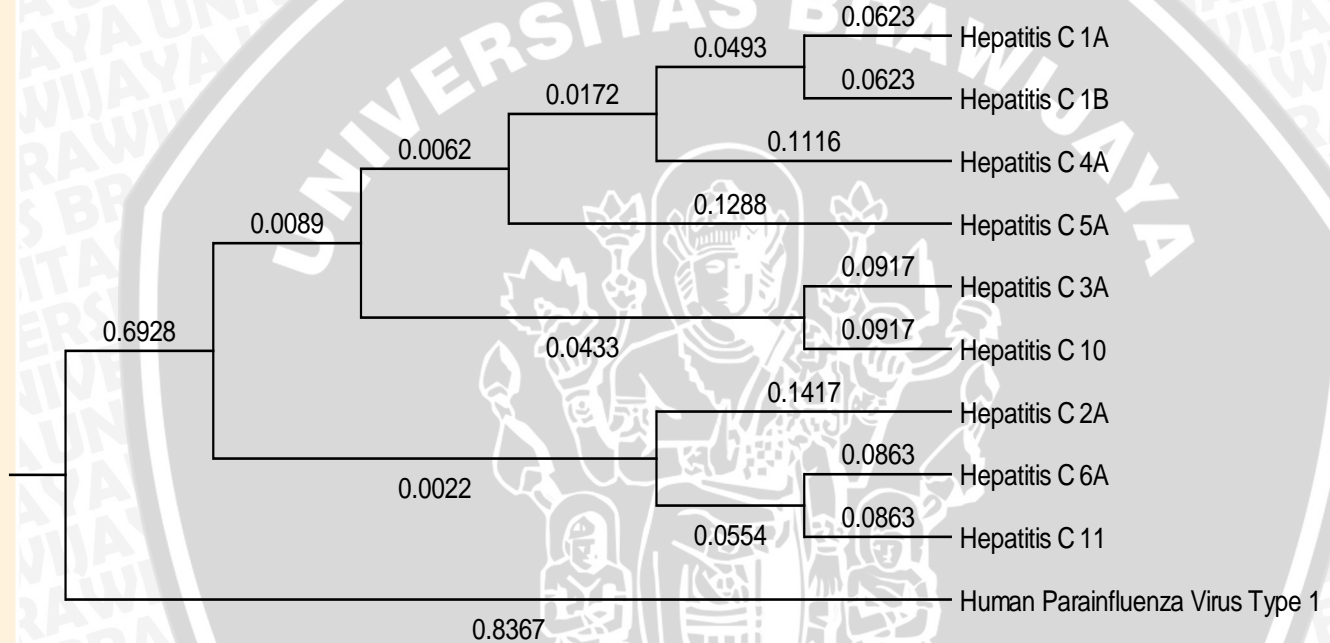 UNIVERSITAS BRAWIJAYA
0.0623
Hepatitis C 1A
0.0493
0.0623
Hepatitis C 1B
0.0172
0.1116
Hepatitis C 4A
0.0062
0.1288
Hepatitis C 5A
0.0089
0.0917
Hepatitis C 3A
0.0433
0.0917
Hepatitis C 10
0.6928
0.1417
Hepatitis C 2A
0.0022
0.0863
Hepatitis C 6A
0.0554
0.0863
Hepatitis C 11
Human Parainfluenza Virus Type 1
0.8367